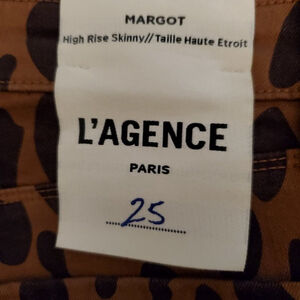 MARGOT
High Rise Skinny//Taille Haute Etroit
L'AGENCE
PARIS
25